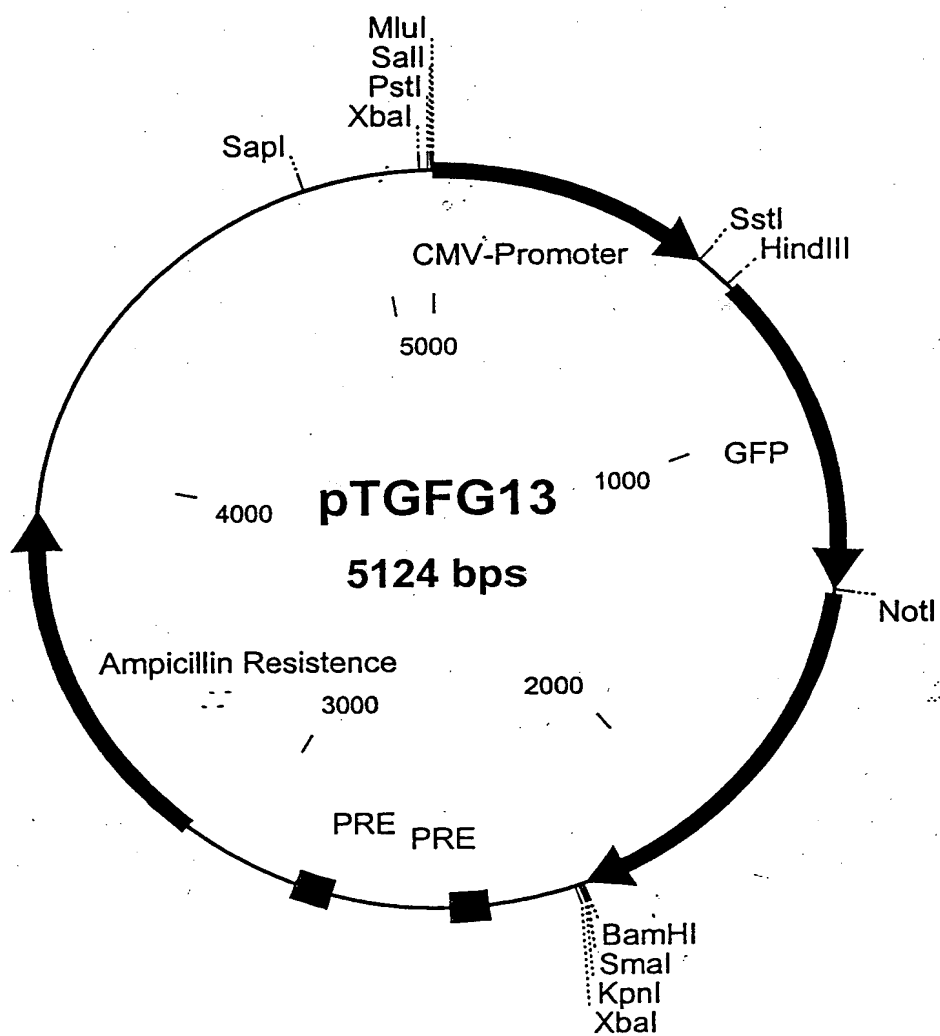 MluI
SalI
PstI
XbaI
SapI
SstI
HindIII
CMV-Promoter
5000
GFP
1000
4000
pTGFG13
5124 bps
NotI
Ampicillin Resistence
2000
3000
PRE
PRE
BamHI
SmaI
KpnI
XbaI